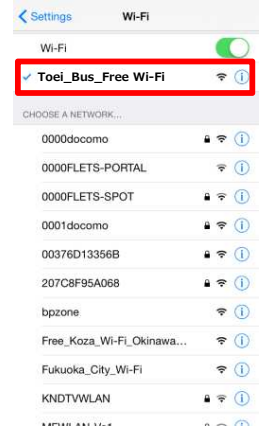 Settings Wi-Fi
Wi-Fi
Toei_Bus_Free Wi-Fi
CHOOSE A NETWORK...
0000docomo
0000FLETS-PORTAL
0000FLETS-SPOT
0001docomo
00376D13356B
207C8F95A068
bpzone
Free_Koza_Wi-Fi_Okinawa...
Fukuoka_City_Wi-Fi
KNDTVWLAN